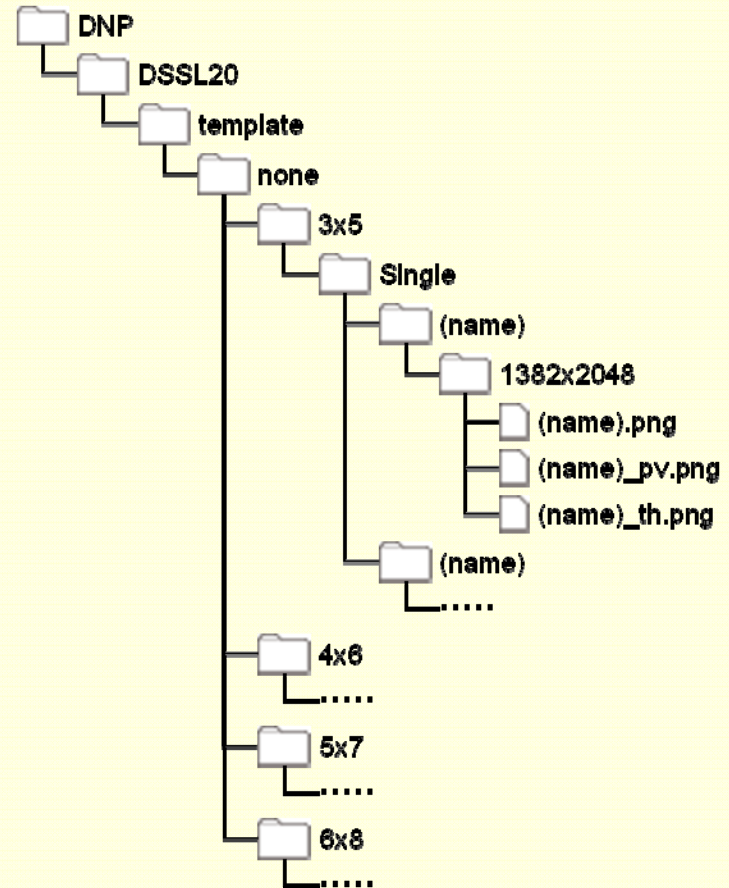 DNP
DSSL20
template
none
3x5
Single
(name)
1382x2048
(name).png
(name)_pv.png
(name)_th.png
(name)
.....
4x6
.....
5x7
.....
6x8
.....